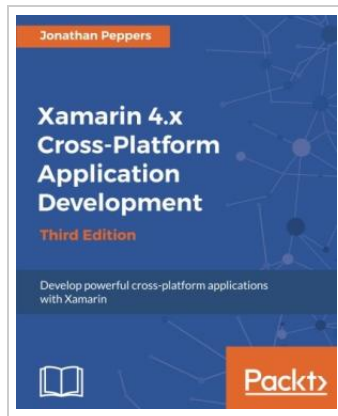 Jonathan Peppers
Xamarin 4.x
Cross-Platform
Application
Development
Third Edition
Develop powerful cross-platform applications
with Xamarin
Packt>